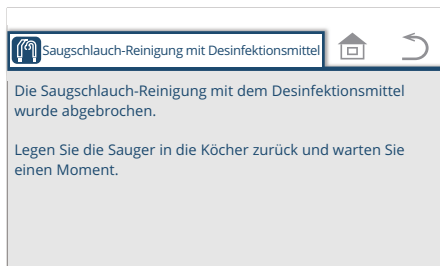 Saugschlauch-Reinigung mit Desinfektionsmittel
Die Saugschlauch-Reinigung mit dem Desinfektionsmittel
wurde abgebrochen.
Legen Sie die Sauger in die Köcher zurück und warten Sie
einen Moment.